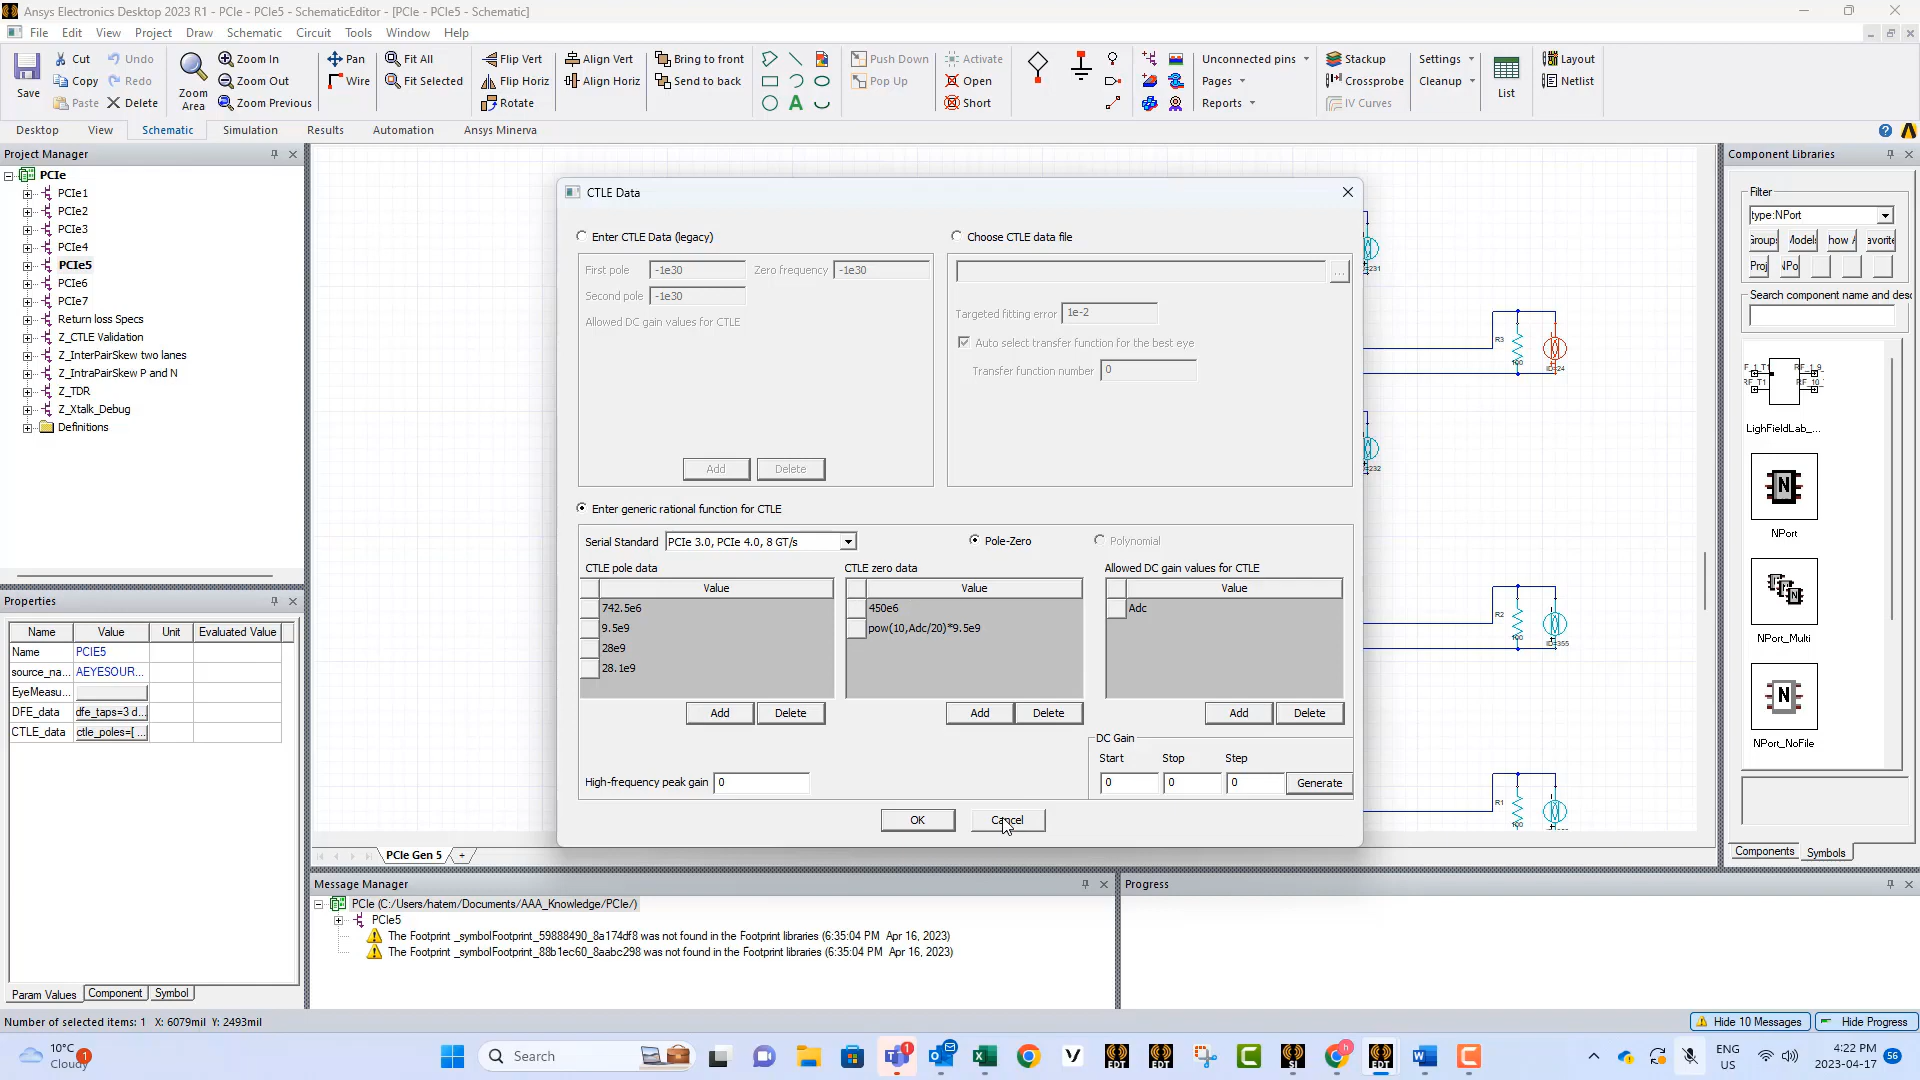 Ansys Electronics Desktop 2023 R1 - PCIe - PCIe5 - SchematicEditor - [PCIe - PCIe5 - Schematic]
File Edit View Project Draw Schematic Circuit Tools Window Help
Save
Cut
Copy
Paste
Undo
Redo
Delete
Zoom Area
Zoom In
Zoom Out
Zoom Previous
Pan
Wire
Fit All
Fit Selected
Flip Vert
Flip Horiz
Rotate
Align Vert
Align Horiz
Bring to front
Send to back
Push Down
Pop Up
Activate
Open
Short
Unconnected pins
Pages
Reports
Stackup
Crossprobe
IV Curves
Settings
Cleanup
List
Layout
Netlist
Desktop View Schematic Simulation Results Automation Ansys Minerva
Project Manager
PCIe
PCIe1
PCIe2
PCIe3
PCIe4
PCIe5
PCIe6
PCIe7
Return loss Specs
Z_CTLE Validation
Z_InterPairSkew two lanes
Z_IntraPairSkew P and N
Z_TDR
Z_Xtalk_Debug
Definitions
Properties
Name Value Unit Evaluated Value
Name PCIE5
source_na... AEYESOUR...
EyeMeasu...
DFE_data dfe_taps=3 d...
CTLE_data ctle_poles=[ ...
Param Values Component Symbol
CTLE Data
Enter CTLE Data (legacy)
First pole -1e30 Zero frequency -1e30
Second pole -1e30
Allowed DC gain values for CTLE
Add Delete
Choose CTLE data file
...
Targeted fitting error 1e-2
Auto select transfer function for the best eye
Transfer function number 0
Enter generic rational function for CTLE
Serial Standard PCIe 3.0, PCIe 4.0, 8 GT/s
Pole-Zero Polynomial
CTLE pole data
Value
742.5e6
9.5e9
28e9
28.1e9
Add Delete
CTLE zero data
Value
450e6
pow(10,Adc/20)*9.5e9
Add Delete
Allowed DC gain values for CTLE
Value
Adc
Add Delete
High-frequency peak gain 0
DC Gain
Start Stop Step
0 0 0 Generate
OK Cancel
=231
=232
R3
100
ID=24
R2
100
ID=355
R1
100
PCIe Gen 5 +
Component Libraries
Filter
type:NPort
Search component name and desc
LighFieldLab_...
N
NPort
NPort_Multi
N
NPort_NoFile
Components Symbols
Message Manager
PCIe (C:/Users/hatem/Documents/AAA_Knowledge/PCIe/)
PCIe5
The Footprint _symbolFootprint_59888490_8a174df8 was not found in the Footprint libraries (6:35:04 PM Apr 16, 2023)
The Footprint _symbolFootprint_88b1ec60_8aabc298 was not found in the Footprint libraries (6:35:04 PM Apr 16, 2023)
Progress
Number of selected items: 1 X: 6079mil Y: 2493mil
Hide 10 Messages Hide Progress
10°C
Cloudy
1
Search
ENG
US
4:22 PM
2023-04-17
56